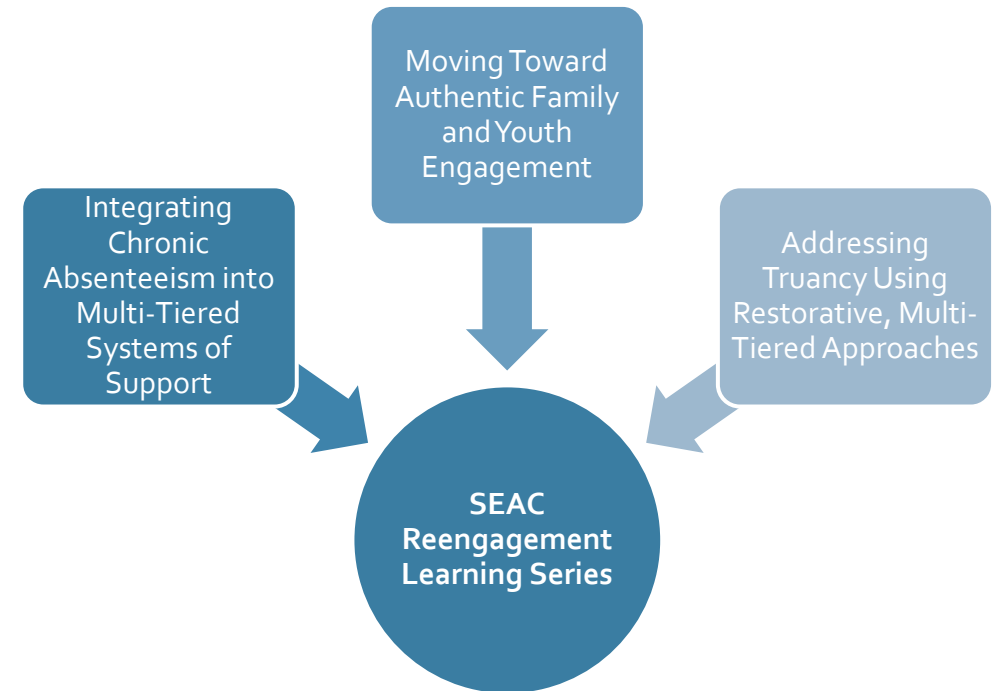 Moving Toward
Authentic Family
and Youth
Engagement
Integrating
Chronic
Absenteeism into
Multi-Tiered
Systems of
Support
Addressing
Truancy Using
Restorative, Multi-
Tiered Approaches
SEAC
Reengagement
Learning Series